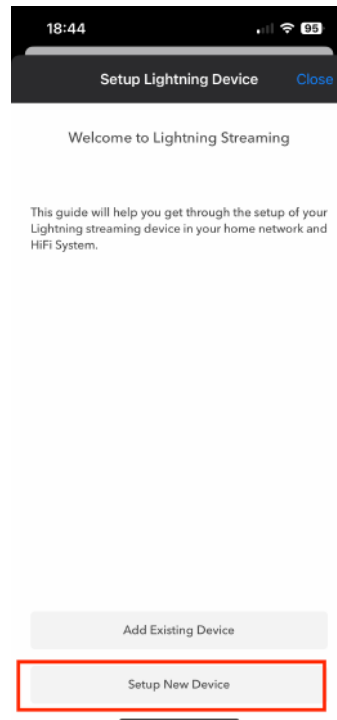 18:44 95
Setup Lightning Device Close
Welcome to Lightning Streaming
This guide will help you get through the setup of your
Lightning streaming device in your home network and
HiFi System.
Add Existing Device
Setup New Device